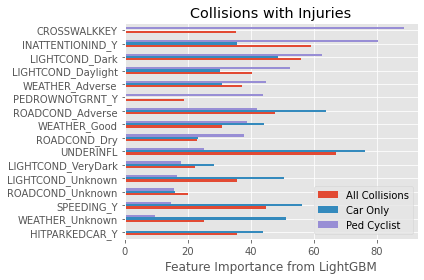 Collisions with Injuries
CROSSWALKKEY
INATTENTIONIND_Y
LIGHTCOND_Dark
LIGHTCOND_Daylight
WEATHER_Adverse
PEDROWNOTGRNT_Y
ROADCOND_Adverse
WEATHER_Good
ROADCOND_Dry
UNDERINFL
LIGHTCOND_VeryDark
LIGHTCOND_Unknown
ROADCOND_Unknown
SPEEDING_Y
WEATHER_Unknown
HITPARKEDCAR_Y
All Collisions
Car Only
Ped Cyclist
0 20 40 60 80
Feature Importance from LighGBM